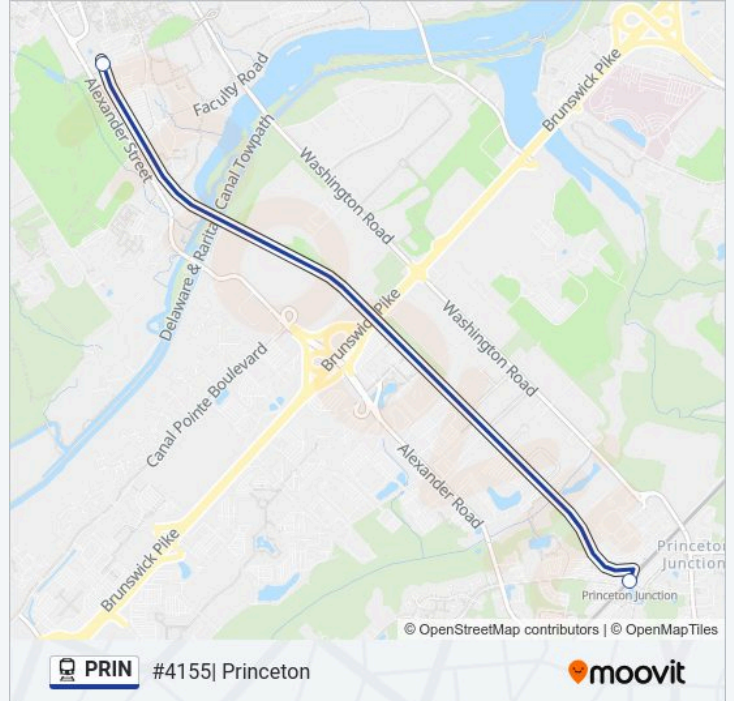 Faculty Road
Brunswick Pike
Alexander Street
Delaware & Raritan Canal Towpath
Washington Road
Brunswick Pike
Washington Road
Canal Pointe Boulevard
Alexander Road
Brunswick Pike
Princeton
Junction
Princeton Junction
© OpenStreetMap contributors | © OpenMapTiles
PRIN #4155| Princeton
moovit